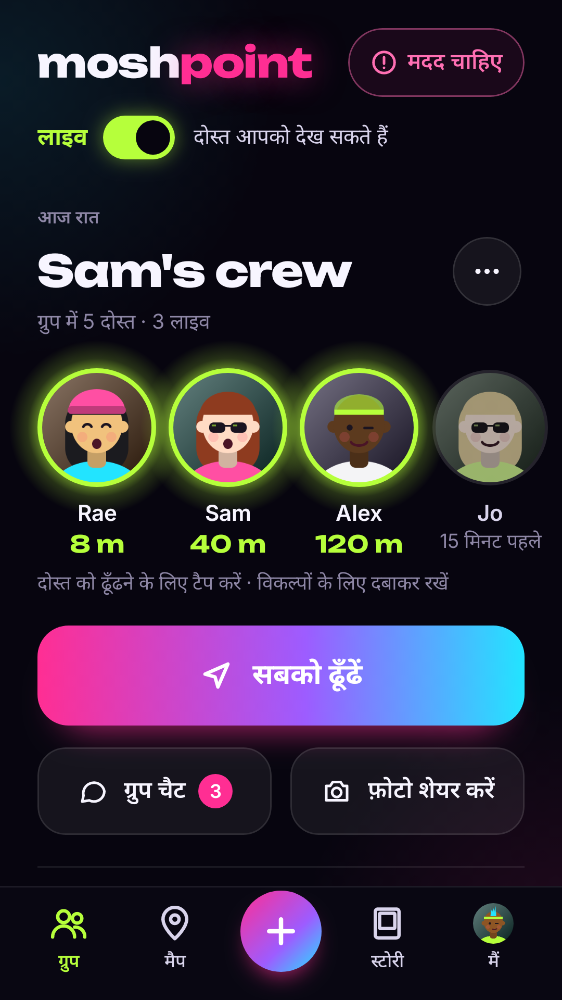 moshpoint
मदद चाहिए
लाइव
दोस्त आपको देख सकते हैं
आज रात
Sam's crew
ग्रुप में 5 दोस्त · 3 लाइव
Rae
Sam
Alex
Jo
8 m
40 m
120 m
15 मिनट पहले
दोस्त को ढूँढने के लिए टैप करें · विकल्पों के लिए दबाकर रखें
सबको ढूँढें
ग्रुप चैट 3
फ़ोटो शेयर करें
ग्रुप
मैप
स्टोरी
मैं